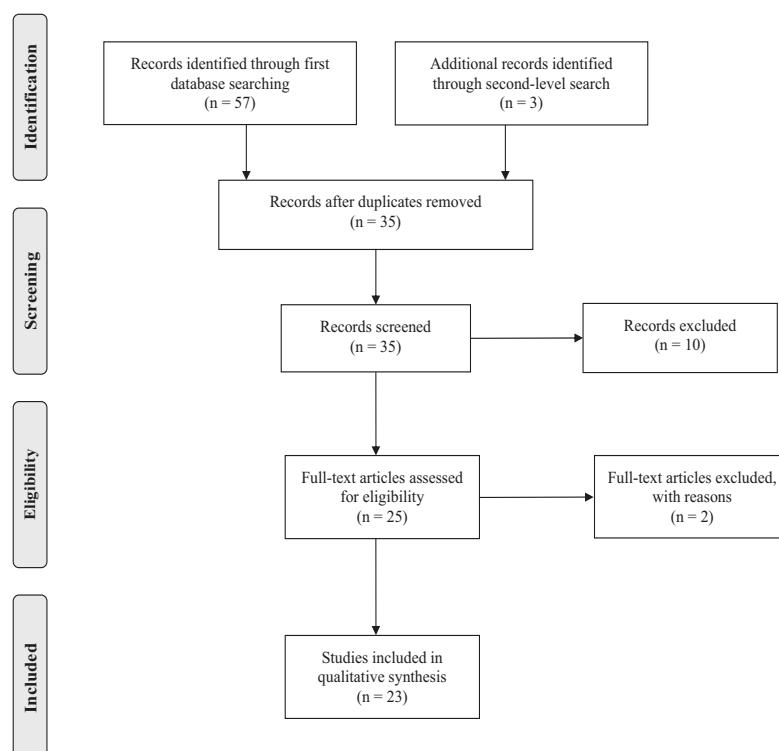 Identification
Records identified through first
database searching
(n = 57)
Additional records identified
through second-level search
(n = 3)
Records after duplicates removed
(n = 35)
Screening
Records screened
(n = 35)
Records excluded
(n = 10)
Eligibility
Full-text articles assessed
for eligibility
(n = 25)
Full-text articles excluded,
with reasons
(n = 2)
Included
Studies included in
qualitative synthesis
(n = 23)